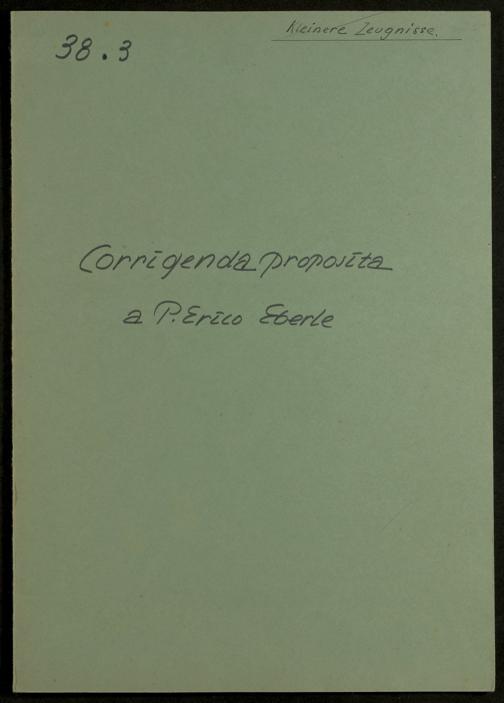 Kleinere Zeugnisse.
38.3
Corrigenda proposita
a P. Erico Eberle